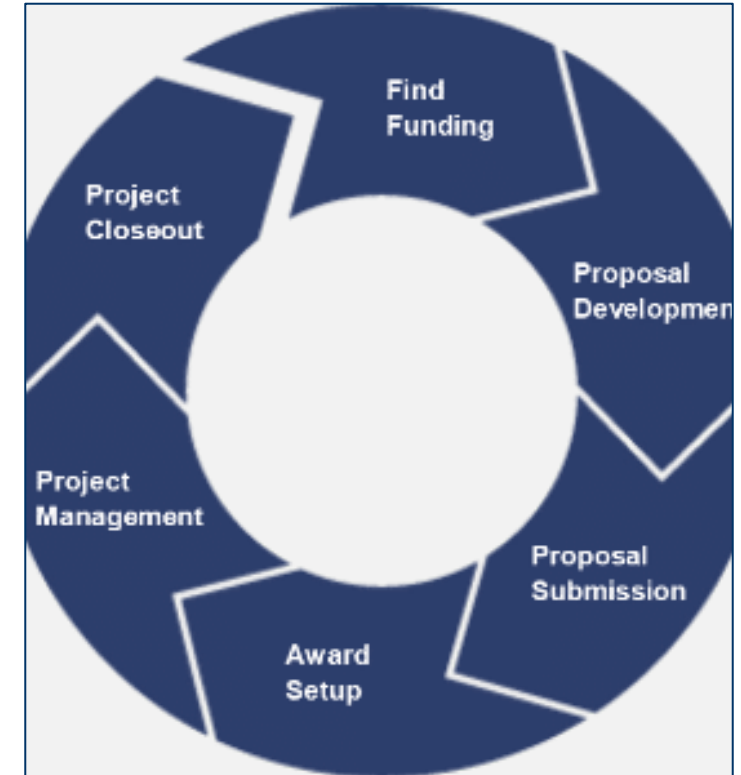 Find
Funding
Proposal
Developmen
Proposal
Submission
Award
Setup
Project
Management
Project
Closeout